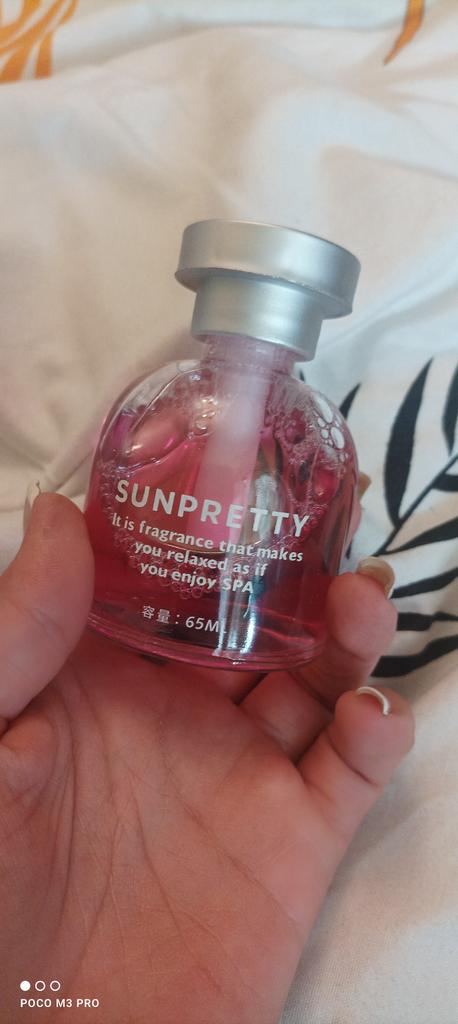 SUNPRETTY
It is fragrance that makes
you relaxed as if
you enjoy SPA
容量：65ML
POCO M3 PRO